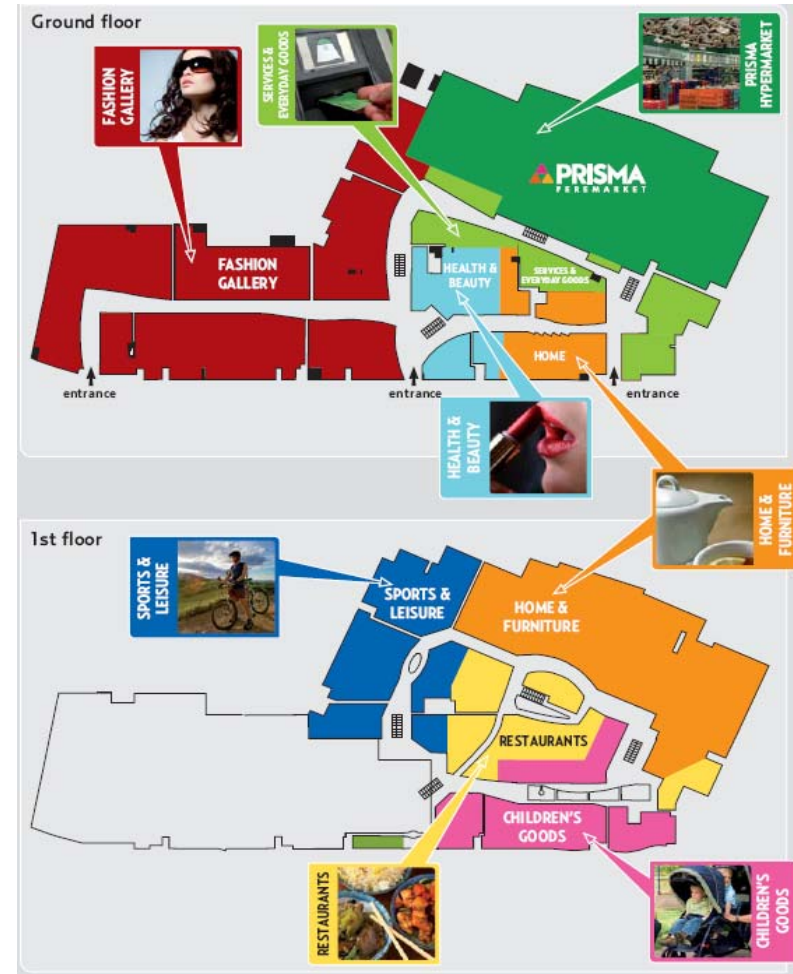 Ground floor
FASHION
GALLERY
SERVICES &
EVERYDAY GOODS
PRISMA
HYPERMARKET
PRISMA
PEREMARKET
FASHION
GALLERY
HEALTH &
BEAUTY
SERVICES &
EVERYDAY GOODS
HOME
entrance
entrance
entrance
HEALTH &
BEAUTY
HOME &
FURNITURE
1st floor
SPORTS &
LEISURE
SPORTS &
LEISURE
HOME &
FURNITURE
RESTAURANTS
CHILDREN'S
GOODS
RESTAURANTS
CHILDREN'S
GOODS